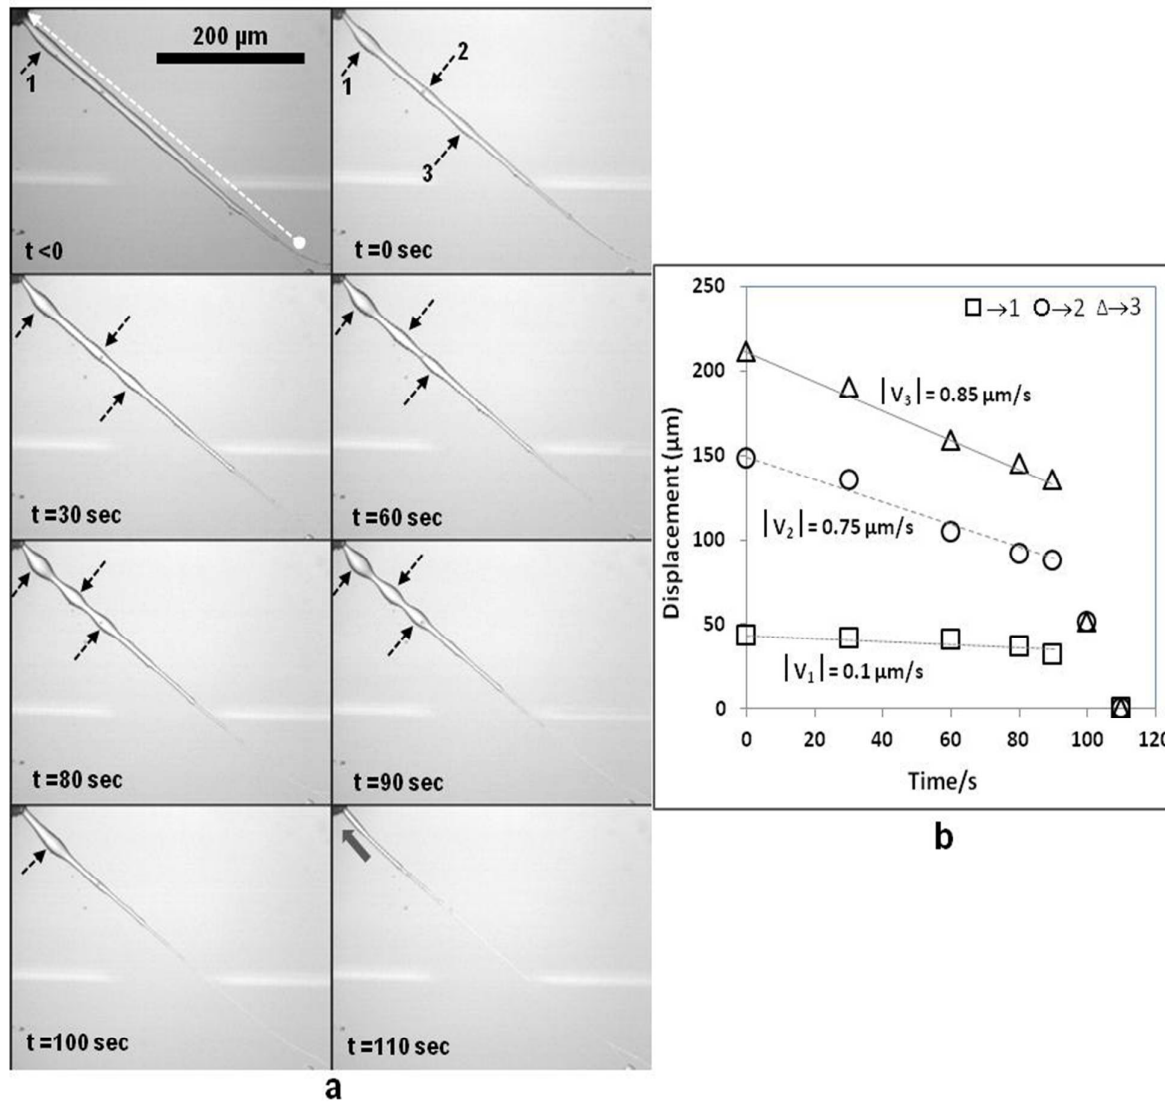 200 µm
1
t <0
2
1
3
t =0 sec
t =30 sec
t =60 sec
t =80 sec
t =90 sec
t =100 sec
t =110 sec
a
250
200
150
100
50
0
0 20 40 60 80 100 120
Displacement (µm)
Time/s
□→1 ○→2 Δ→3
|V₃| = 0.85 µm/s
|V₂| = 0.75 µm/s
|V₁| = 0.1 µm/s
b